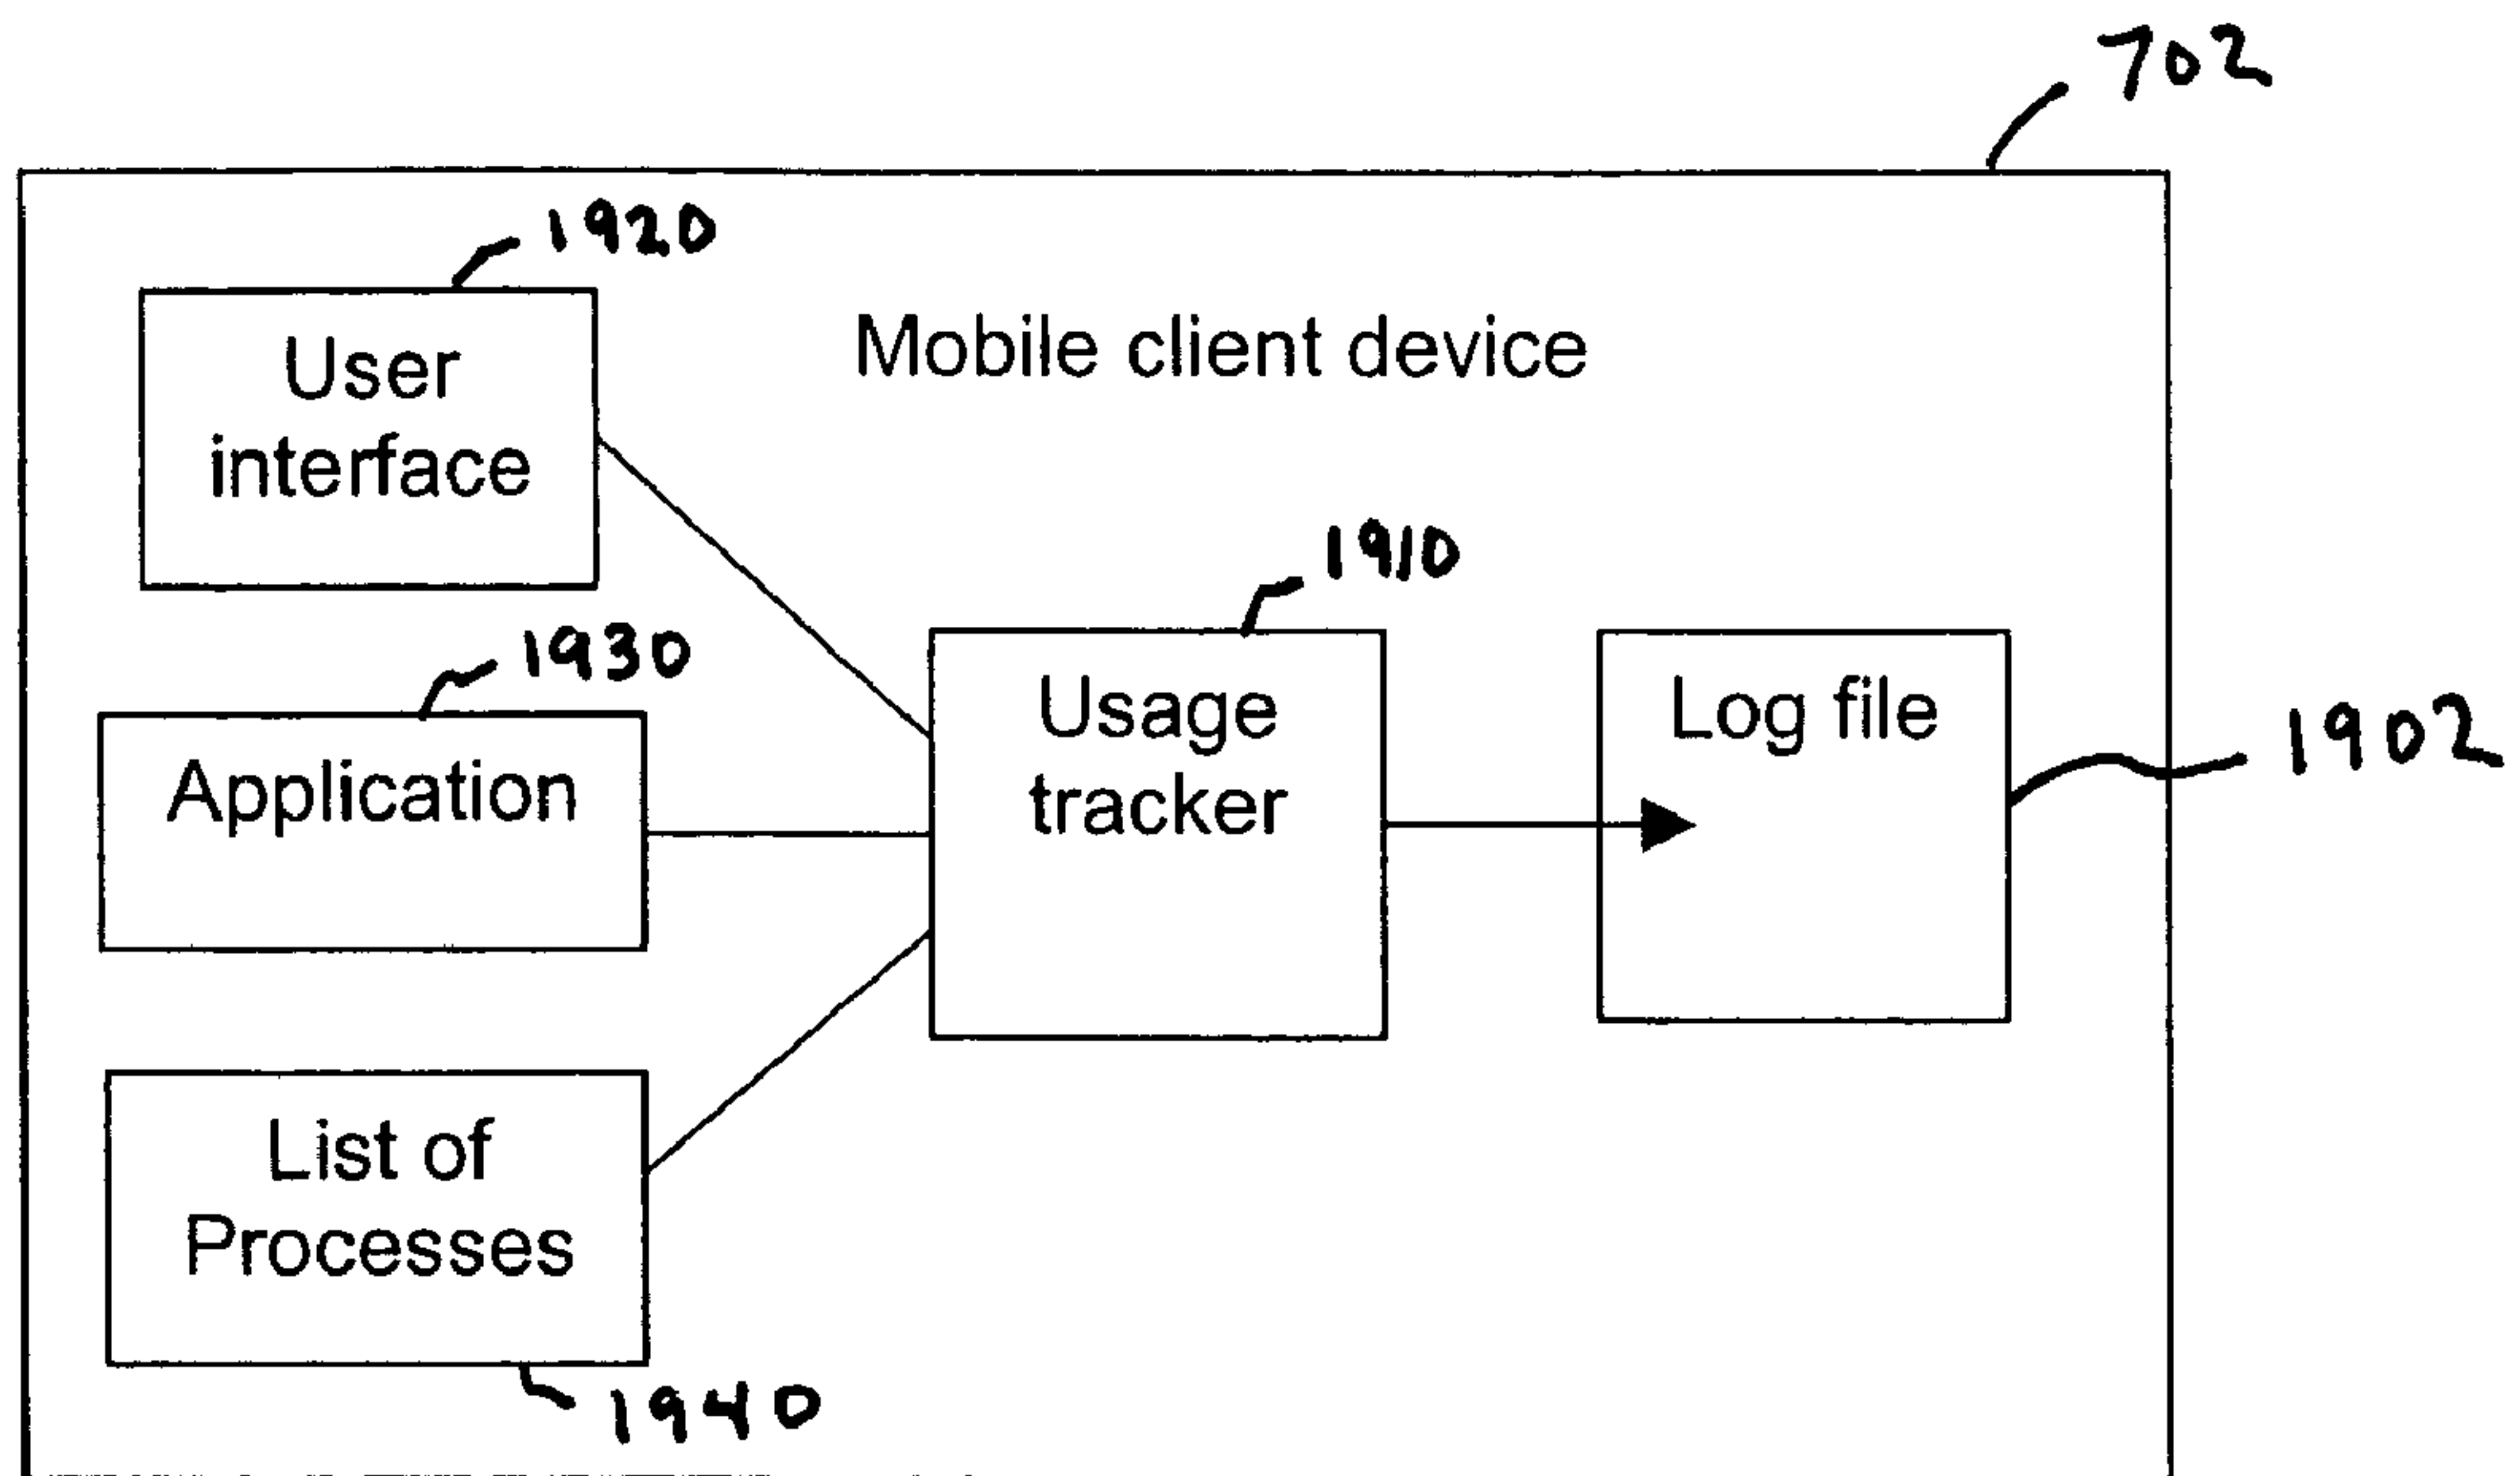 702
1920
User
interface
Mobile client device
1910
1930
Application
Usage
tracker
Log file
1902
List of
Processes
1940